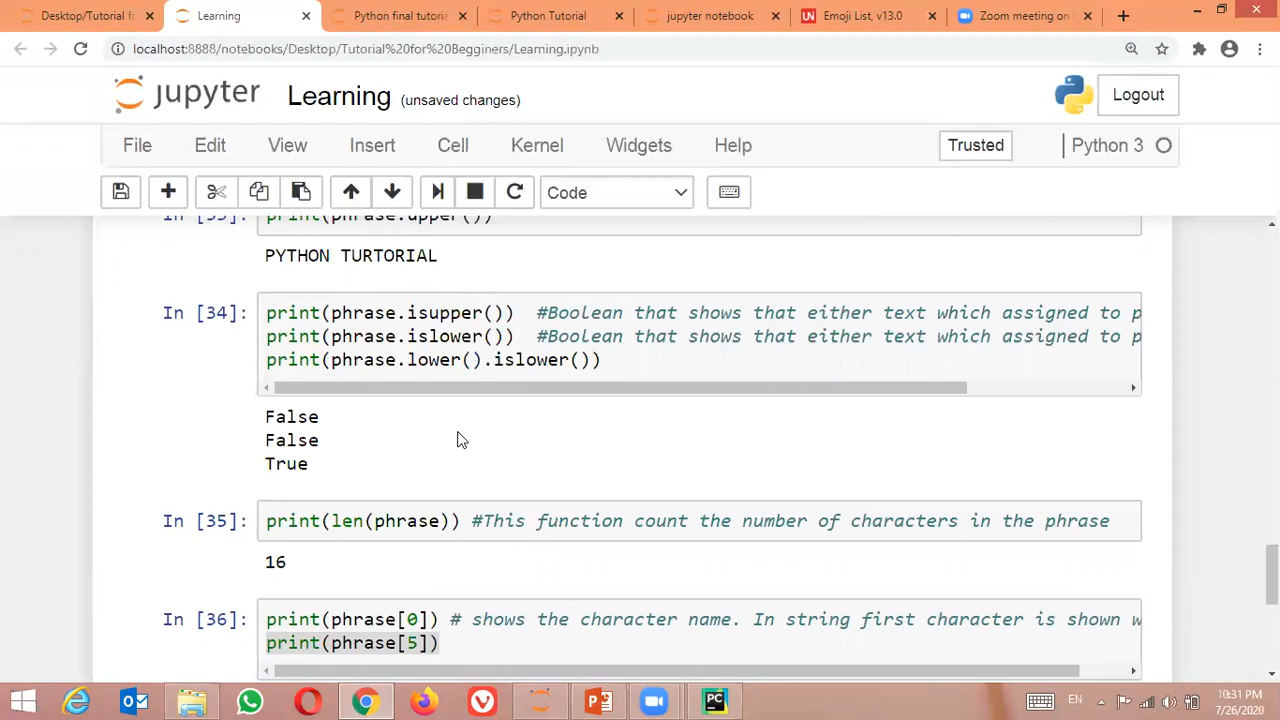 Desktop/Tutorial fo
Learning
Python final tutoria
Python Tutorial
jupyter notebook
UN
Emoji List, v13.0
Zoom meeting on
localhost:8888/notebooks/Desktop/Tutorial%20for%20Begginers/Learning.ipynb
jupyter Learning (unsaved changes)
Logout
File Edit View Insert Cell Kernel Widgets Help
Trusted
Python 3
Code
print(phrase.upper())
PYTHON TURTORIAL
In [34]: print(phrase.isupper()) #Boolean that shows that either text which assigned to p
print(phrase.islower()) #Boolean that shows that either text which assigned to p
print(phrase.lower().islower())
False
False
True
In [35]: print(len(phrase)) #This function count the number of characters in the phrase
16
In [36]: print(phrase[0]) # shows the character name. In string first character is shown w
print(phrase[5])
EN
10:31 PM
7/26/2020